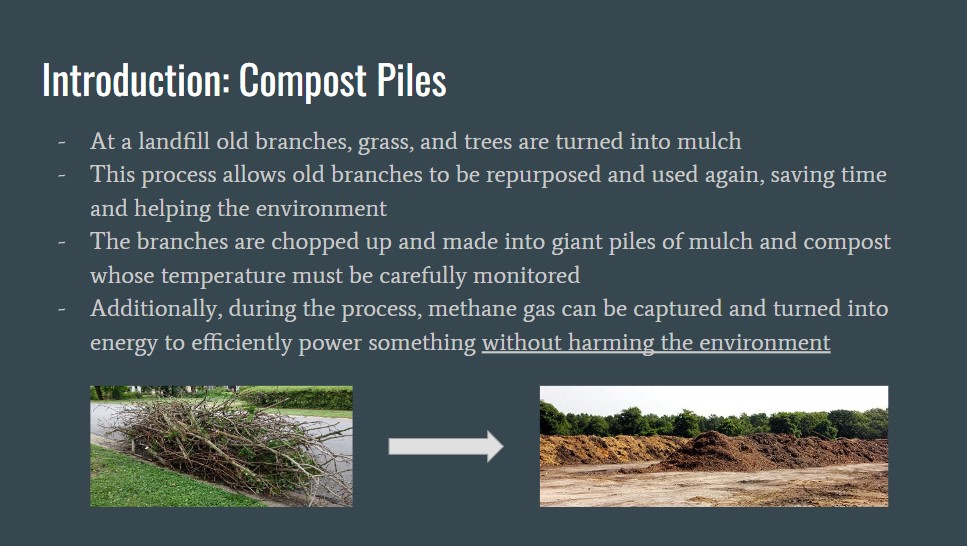 Introduction: Compost Piles
- At a landfill old branches, grass, and trees are turned into mulch
- This process allows old branches to be repurposed and used again, saving time
and helping the environment
- The branches are chopped up and made into giant piles of mulch and compost
whose temperature must be carefully monitored
- Additionally, during the process, methane gas can be captured and turned into
energy to efficiently power something without harming the environment